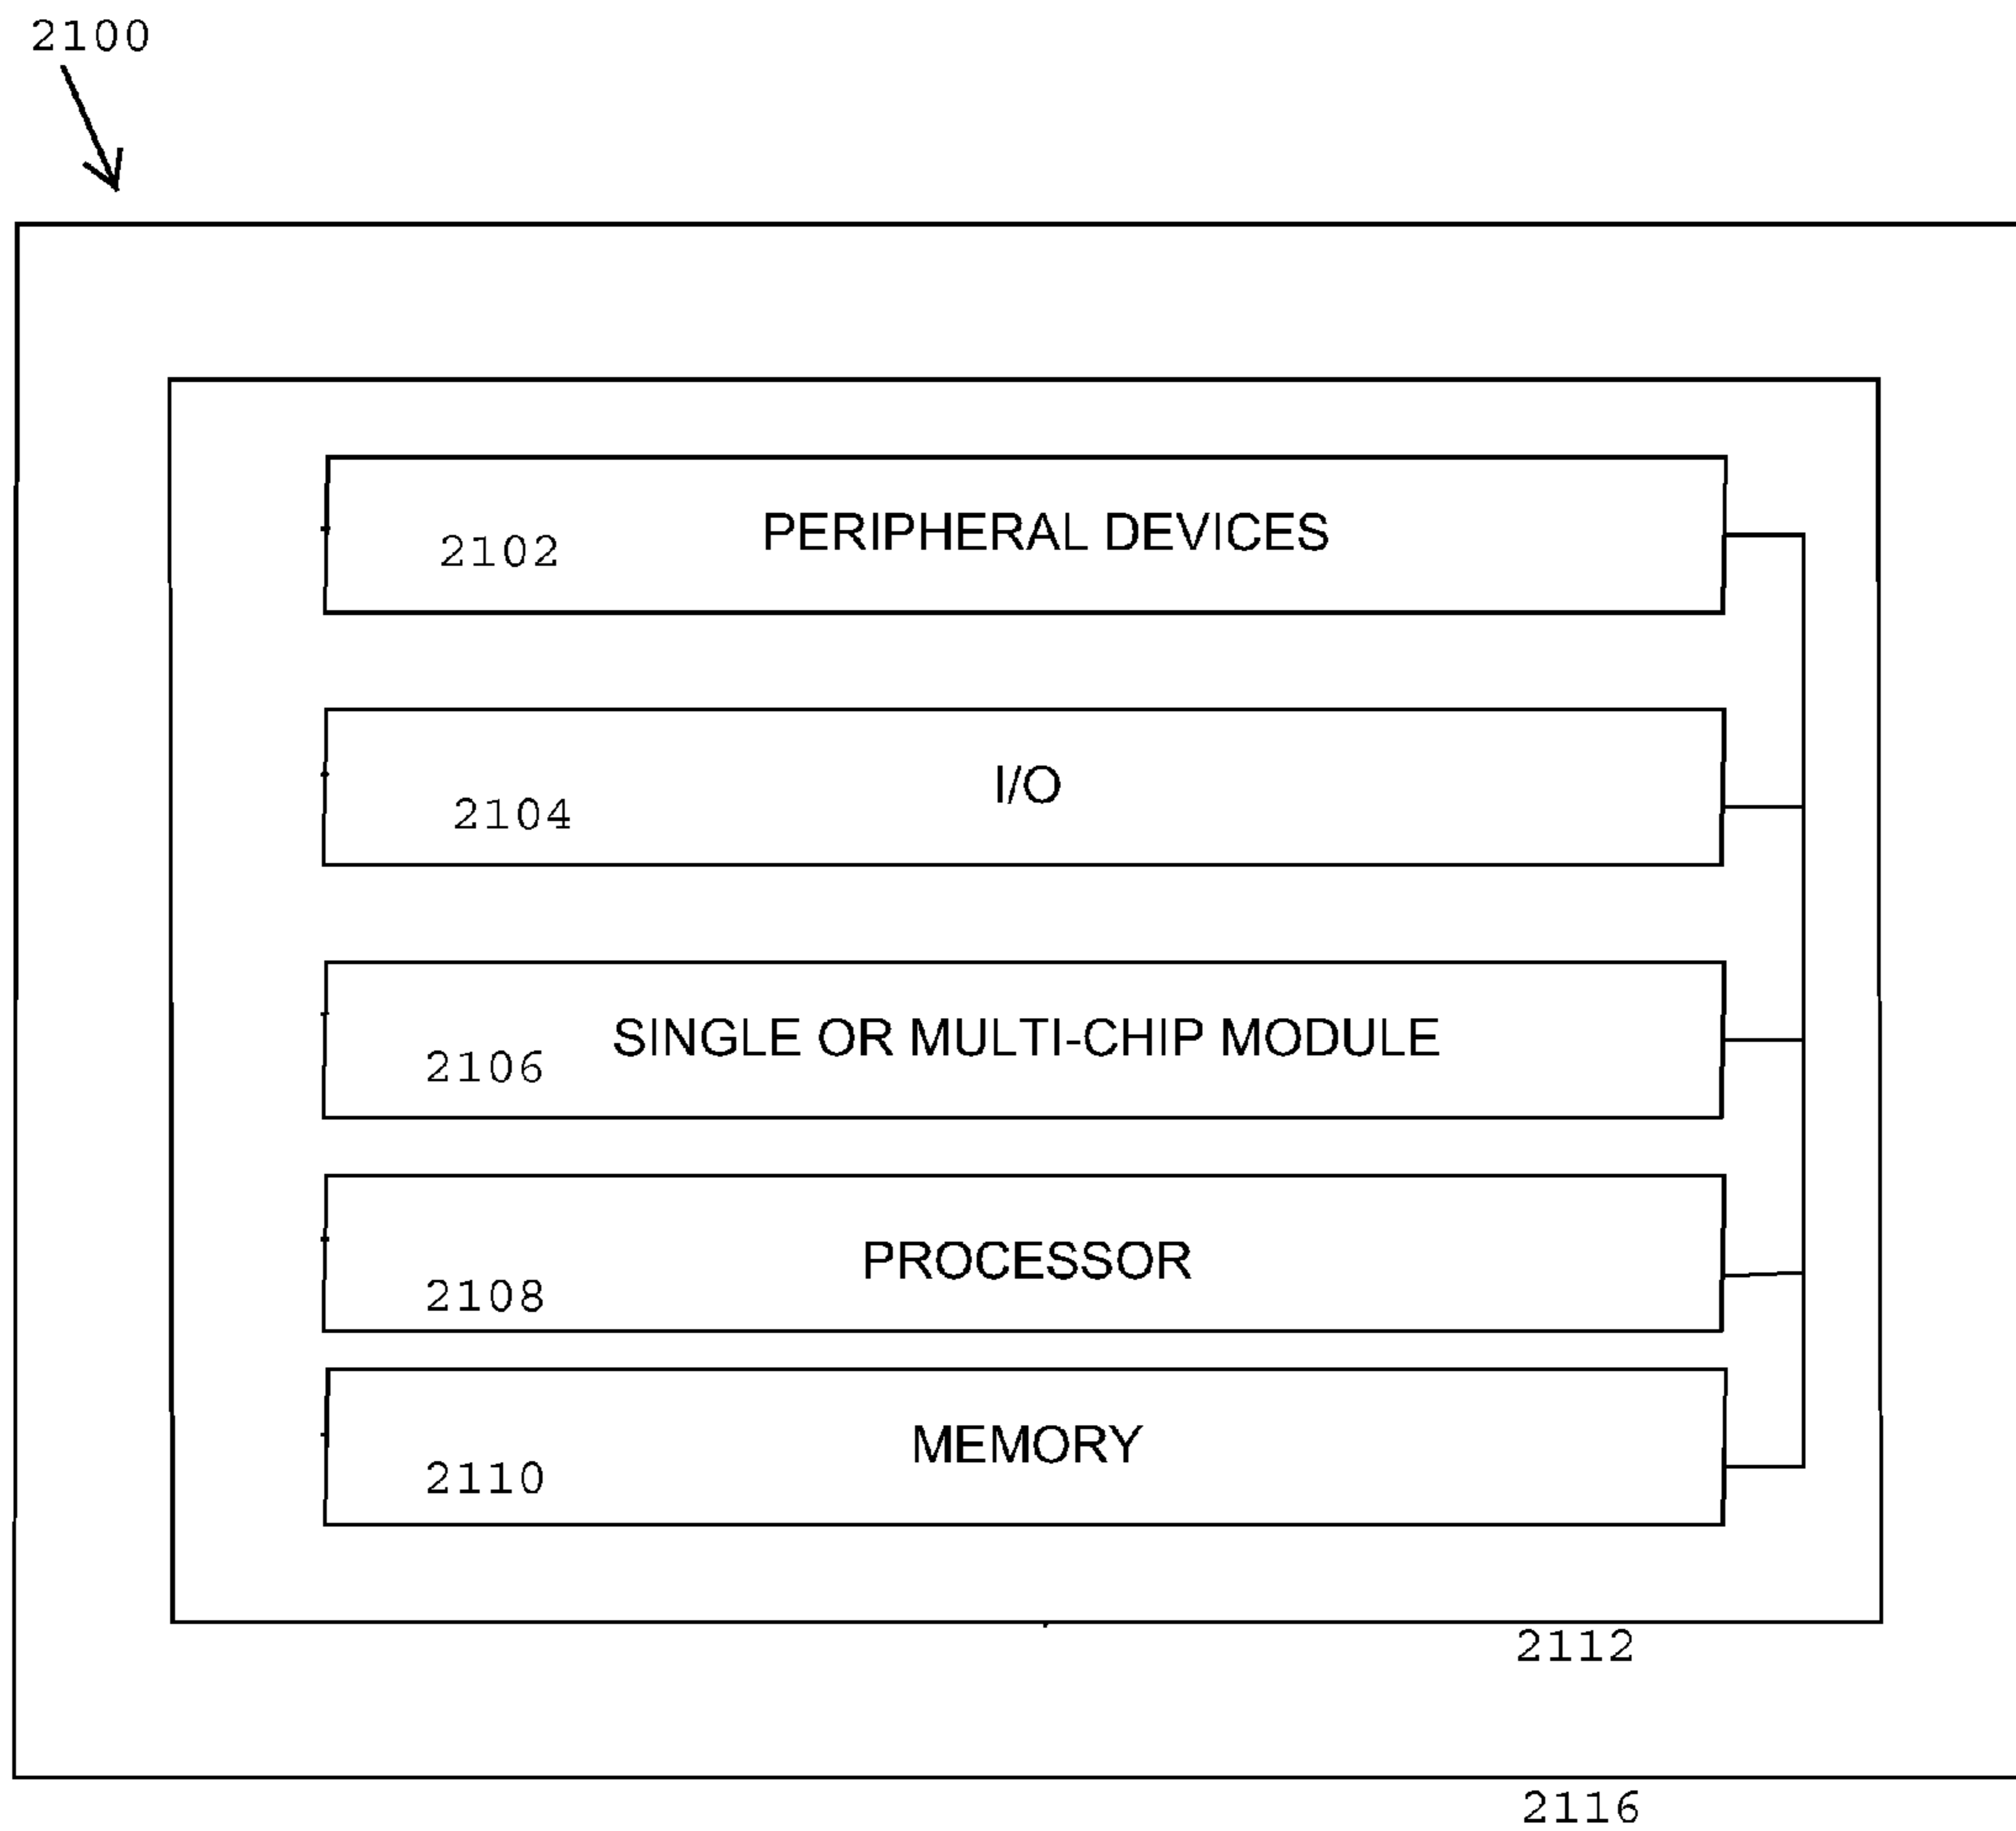 2100
PERIPHERAL DEVICES
2102
I/O
2104
SINGLE OR MULTI-CHIP MODULE
2106
PROCESSOR
2108
MEMORY
2110
2112
2116